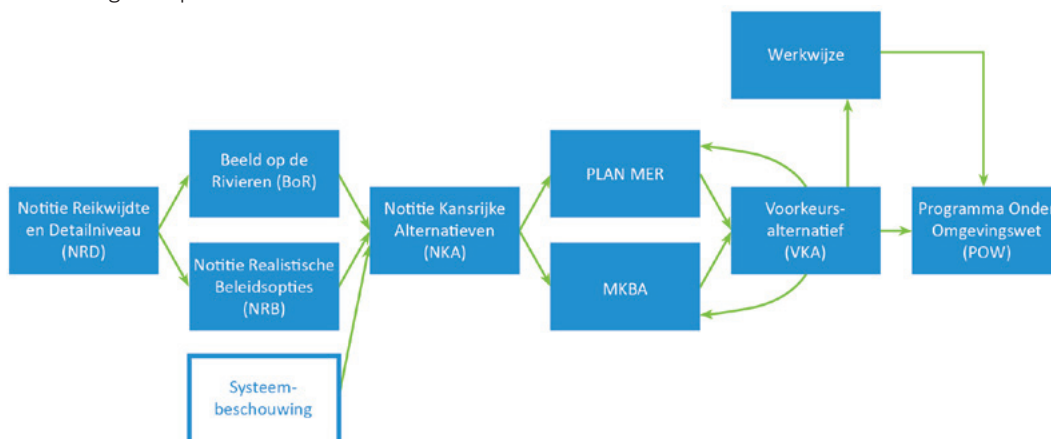 Werkwijze
Beeld op de
Rivieren (BoR)
PLAN MER
Notitie Reikwijdte
en Detailniveau
(NRD)
Notitie Kansrijke
Alternatieven
(NKA)
Voorkeurs-
alternatief
(VKA)
Programma Onder
Omgevingswet
(POW)
Notitie Realistische
Beleidsopties
(NRB)
MKBA
Systeem-
beschouwing